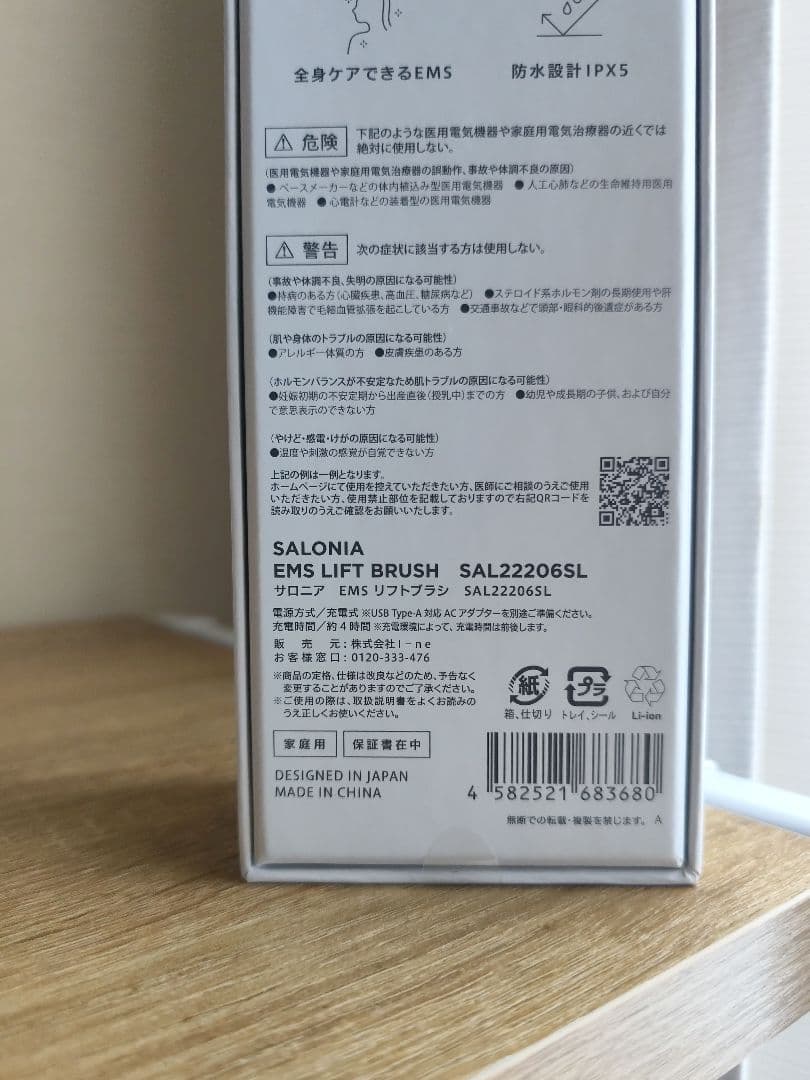 全身ケアできるEMS
防水設計IPX5
⚠ 危険 下記のような医用電気機器や家庭用電気治療器の近くでは
絶対に使用しない。
(医用電気機器や家庭用電気治療器の誤動作、事故や体調不良の原因)
●ペースメーカーなどの体内植込み型医用電気機器 ●人工心肺などの生命維持用医用
電気機器 ●心電計などの装着型の医用電気機器
⚠ 警告 次の症状に該当する方は使用しない。
(事故や体調不良、失明の原因になる可能性)
●持病のある方(心臓疾患、高血圧、糖尿病など) ●ステロイド系ホルモン剤の長期使用や肝
機能障害で毛細血管拡張を起こしている方 ●交通事故などで頭部・眼科的後遺症がある方
(肌や身体のトラブルの原因になる可能性)
●アレルギー体質の方 ●皮膚疾患のある方
(ホルモンバランスが不安定なため肌トラブルの原因になる可能性)
●妊娠初期の不安定期から出産直後(授乳中)までの方 ●幼児や成長期の子供、および自分
で意思表示のできない方
(やけど・感電・けがの原因になる可能性)
●温度や刺激の感覚が自覚できない方
上記の例は一例となります。
ホームページにて使用を控えていただきたい方、医師にご相談のうえご使用
いただきたい方、使用禁止部位を記載しておりますので右記QRコードを
読み取りのうえご確認をお願いいたします。
SALONIA
EMS LIFT BRUSH SAL22206SL
サロニア EMS リフトブラシ SAL22206SL
電源方式/充電式 ※USB Type-A 対応 AC アダプターを別途ご準備ください。
充電時間/約4時間 ※充電環境によって、充電時間は前後します。
販売元:株式会社I-ne
お客様窓口:0120-333-476
※商品の定格、仕様は改良などのため、予告なく
変更することがありますのでご了承ください。
※ご使用の際は、取扱説明書をよくお読みの
うえ正しくお使いください。
紙
プラ
箱、仕切り トレイ、シール Li-ion
家庭用 保証書在中
DESIGNED IN JAPAN
MADE IN CHINA
4 582521 683680
無断での転載・複製を禁じます。 A